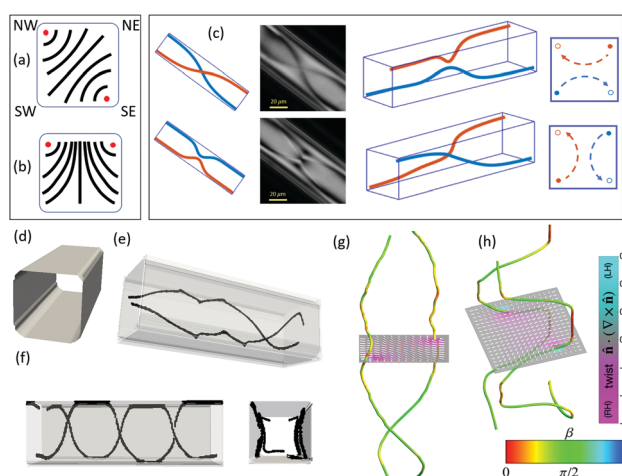 NW NE
(a)
SW SE
(b)
(c)
20 μm
20 μm
(d)
(e)
(f)
(g)
(h)
(RH) twist n̂ · (∇ × n̂) (LH)
β
0 π/2